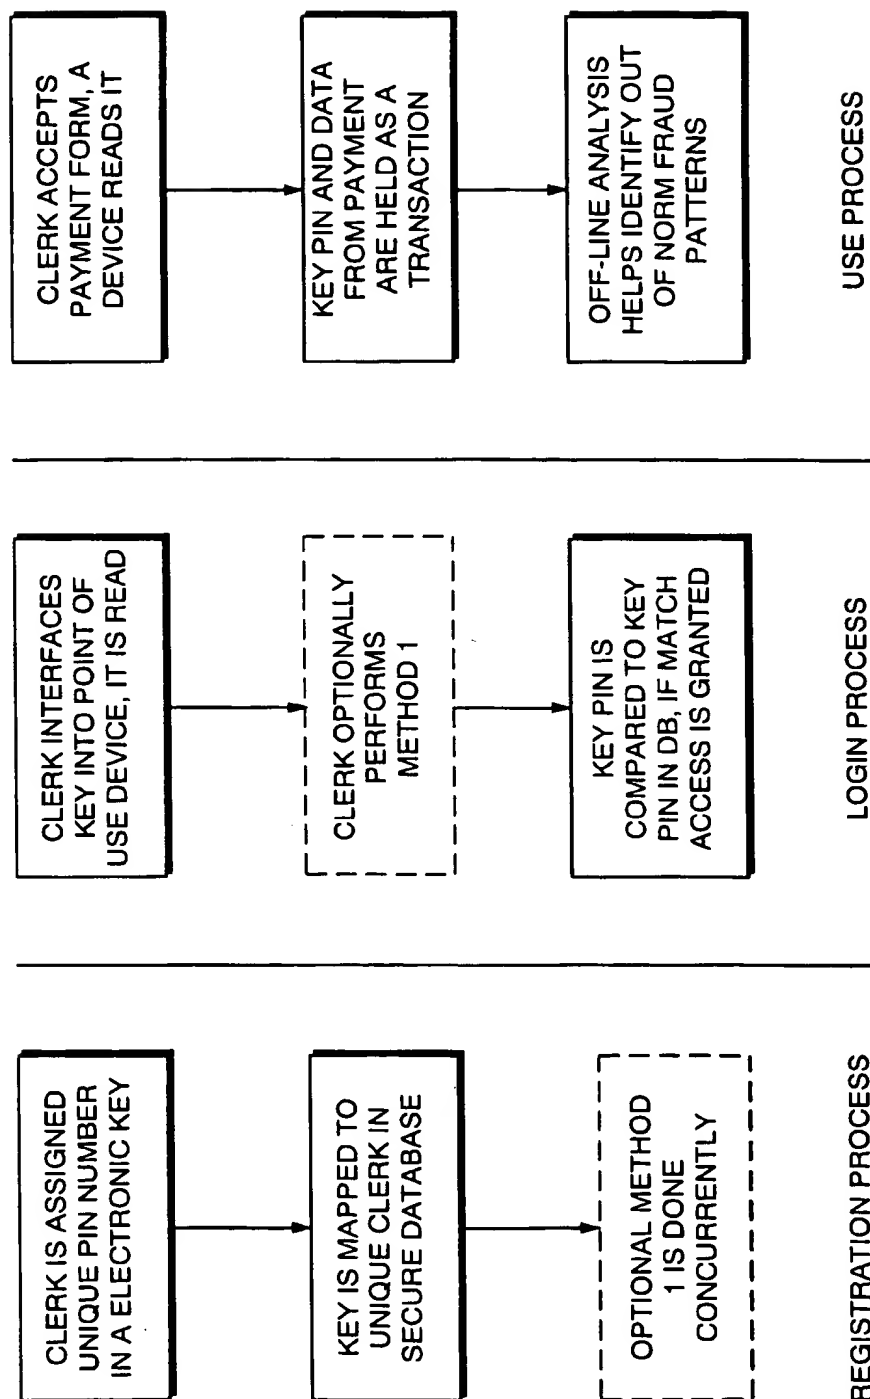 CLERK IS ASSIGNED
UNIQUE PIN NUMBER
IN A ELECTRONIC KEY
KEY IS MAPPED TO
UNIQUE CLERK IN
SECURE DATABASE
OPTIONAL METHOD
1 IS DONE
CONCURRENTLY
REGISTRATION PROCESS
CLERK INTERFACES
KEY INTO POINT OF
USE DEVICE, IT IS READ
CLERK OPTIONALLY
PERFORMS
METHOD 1
KEY PIN IS
COMPARED TO KEY
PIN IN DB, IF MATCH
ACCESS IS GRANTED
LOGIN PROCESS
CLERK ACCEPTS
PAYMENT FORM, A
DEVICE READS IT
KEY PIN AND DATA
FROM PAYMENT
ARE HELD AS A
TRANSACTION
OFF-LINE ANALYSIS
HELPS IDENTIFY OUT
OF NORM FRAUD
PATTERNS
USE PROCESS